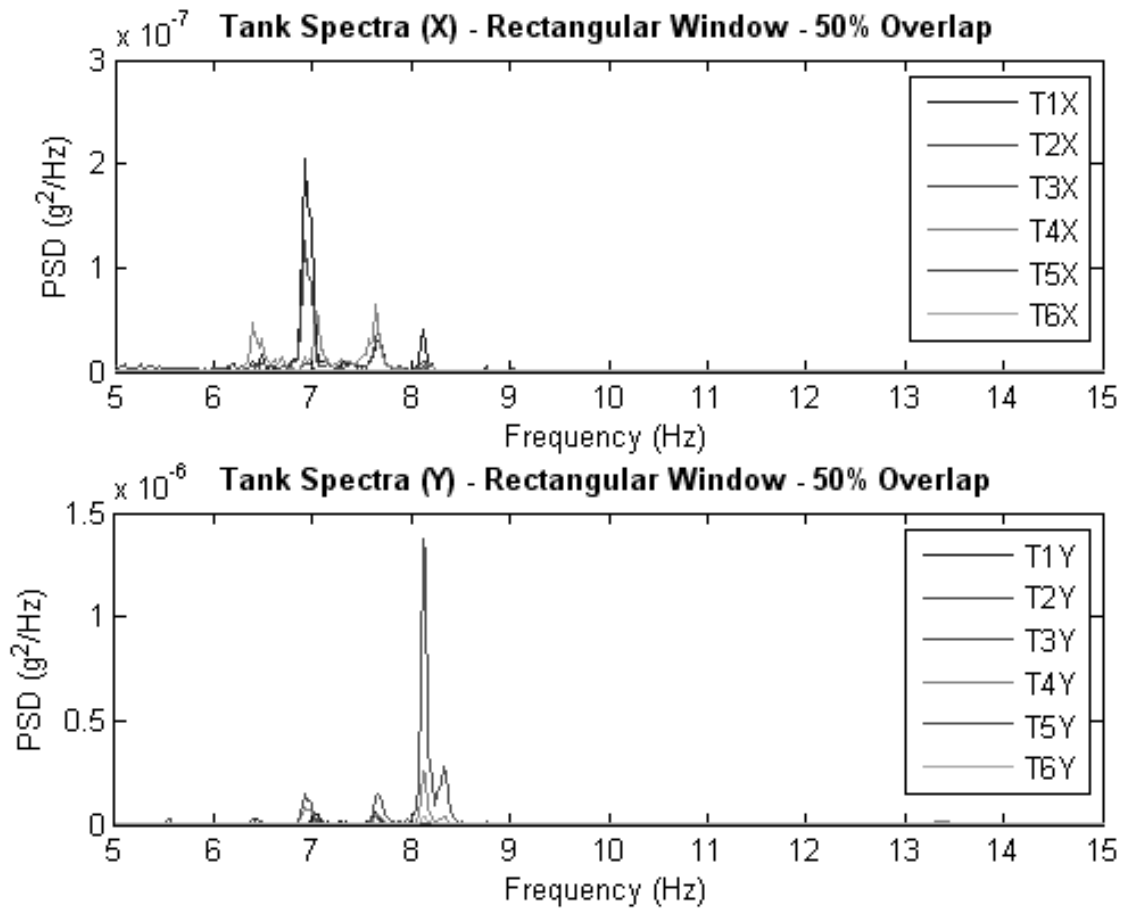 x 10^-7 Tank Spectra (X) - Rectangular Window - 50% Overlap
3
2
1
0
PSD (g^2/Hz)
T1X
T2X
T3X
T4X
T5X
T6X
5 6 7 8 9 10 11 12 13 14 15
Frequency (Hz)
x 10^-6 Tank Spectra (Y) - Rectangular Window - 50% Overlap
1.5
1
0.5
0
PSD (g^2/Hz)
T1Y
T2Y
T3Y
T4Y
T5Y
T6Y
5 6 7 8 9 10 11 12 13 14 15
Frequency (Hz)